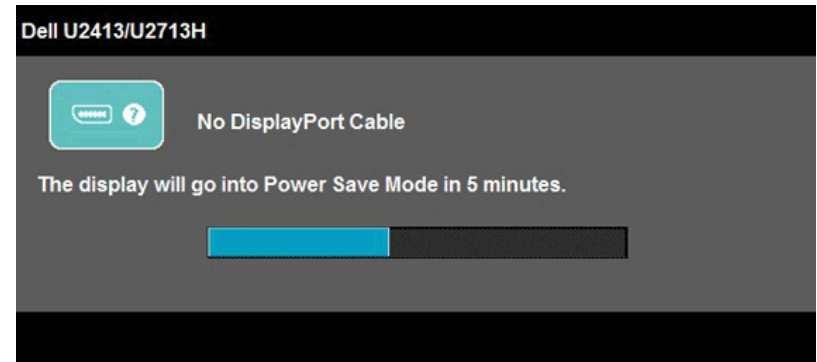 Dell U2413/U2713H
?
No DisplayPort Cable
The display will go into Power Save Mode in 5 minutes.